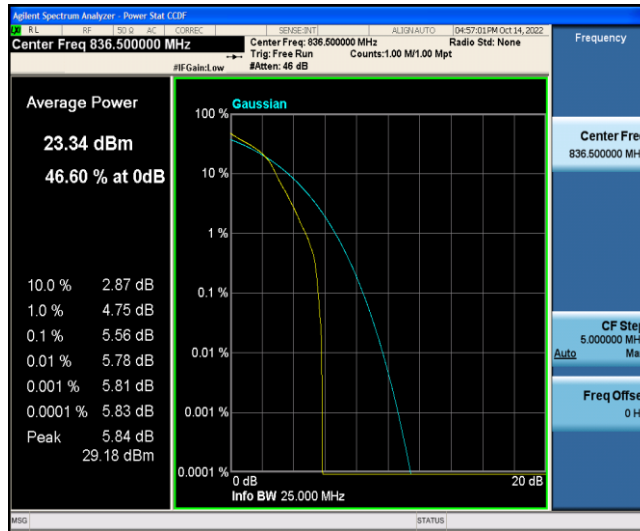 Agilent Spectrum Analyzer - Power Stat CCDF
RL RF 50 Ω AC CORREC SENSE:INT ALIGN AUTO 04:57:01 PM Oct 14, 2022
Center Freq 836.500000 MHz
Center Freq: 836.500000 MHz Radio Std: None
Trig: Free Run Counts:1.00 M/1.00 Mpt
#IFGain:Low #Atten: 46 dB
Frequency
Center Fre
836.500000 MH
CF Step
5.000000 MH
Auto Ma
Freq Offse
0 H
Average Power
23.34 dBm
46.60 % at 0dB
10.0 % 2.87 dB
1.0 % 4.75 dB
0.1 % 5.56 dB
0.01 % 5.78 dB
0.001 % 5.81 dB
0.0001 % 5.83 dB
Peak 5.84 dB
29.18 dBm
Gaussian
100 %
10 %
1 %
0.1 %
0.01 %
0.001 %
0.0001 %
0 dB 20 dB
Info BW 25.000 MHz
MSG STATUS